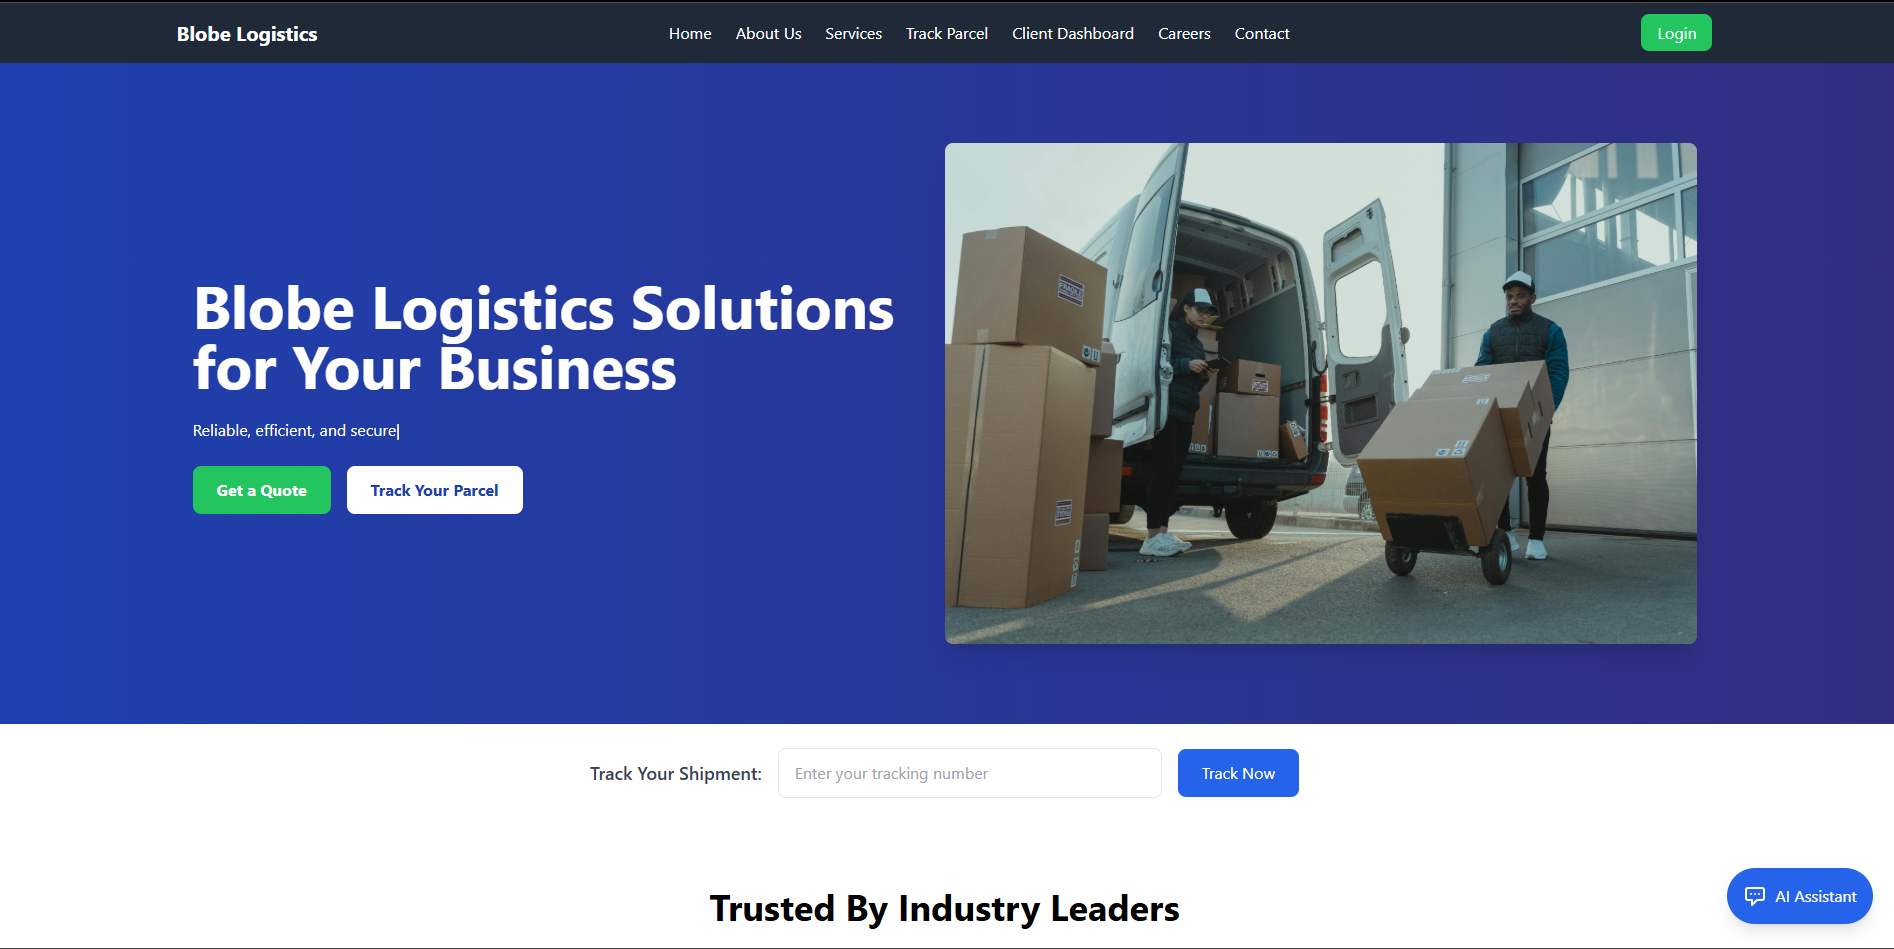 Blobe Logistics
Home
About Us
Services
Track Parcel
Client Dashboard
Careers
Contact
Login
Blobe Logistics Solutions
for Your Business
Reliable, efficient, and secure
Get a Quote
Track Your Parcel
FRAGILE
Track Your Shipment:
Enter your tracking number
Track Now
Trusted By Industry Leaders
AI Assistant